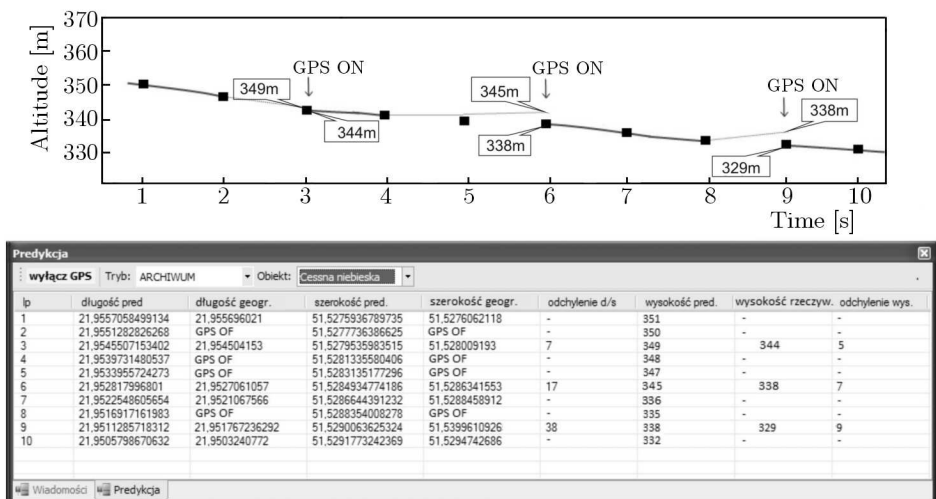 370
360
350
340
330
Altitude [m]
GPS ON
GPS ON
GPS ON
349m
344m
345m
338m
338m
329m
1 2 3 4 5 6 7 8 9 10
Time [s]
Predykcja
wyłącz GPS Tryb: ARCHIWUM Obiekt: Cessna niebieska
lp długość pred długość geogr. szerokość pred. szerokość geogr. odchylenie d/s wysokość pred. wysokość rzeczyw. odchylenie wys.
1 21,9557058499134 21,955696021 51,5275936789735 51,5276062118 - 351 - -
2 21,9551282826268 GPS OF 51,5277736386625 GPS OF - 350 - -
3 21,9545507153402 21,954504153 51,5279535983515 51,528009193 7 349 344 5
4 21,9539731480537 GPS OF 51,5281335580406 GPS OF - 348 - -
5 21,9533955724273 GPS OF 51,5283135177296 GPS OF - 347 - -
6 21,952817996801 21,9527061057 51,5284934774186 51,5286341553 17 345 338 7
7 21,9522548605654 21,9521067566 51,5286644391232 51,5288458912 - 336 - -
8 21,9516917161983 GPS OF 51,5288354008278 GPS OF - 335 - -
9 21,9511285718312 21,951767236292 51,5290063625324 51,5399610926 38 338 329 9
10 21,9505798670632 21,9503240772 51,5291773242369 51,5294742686 - 332 - -
Wiadomości Predykcja